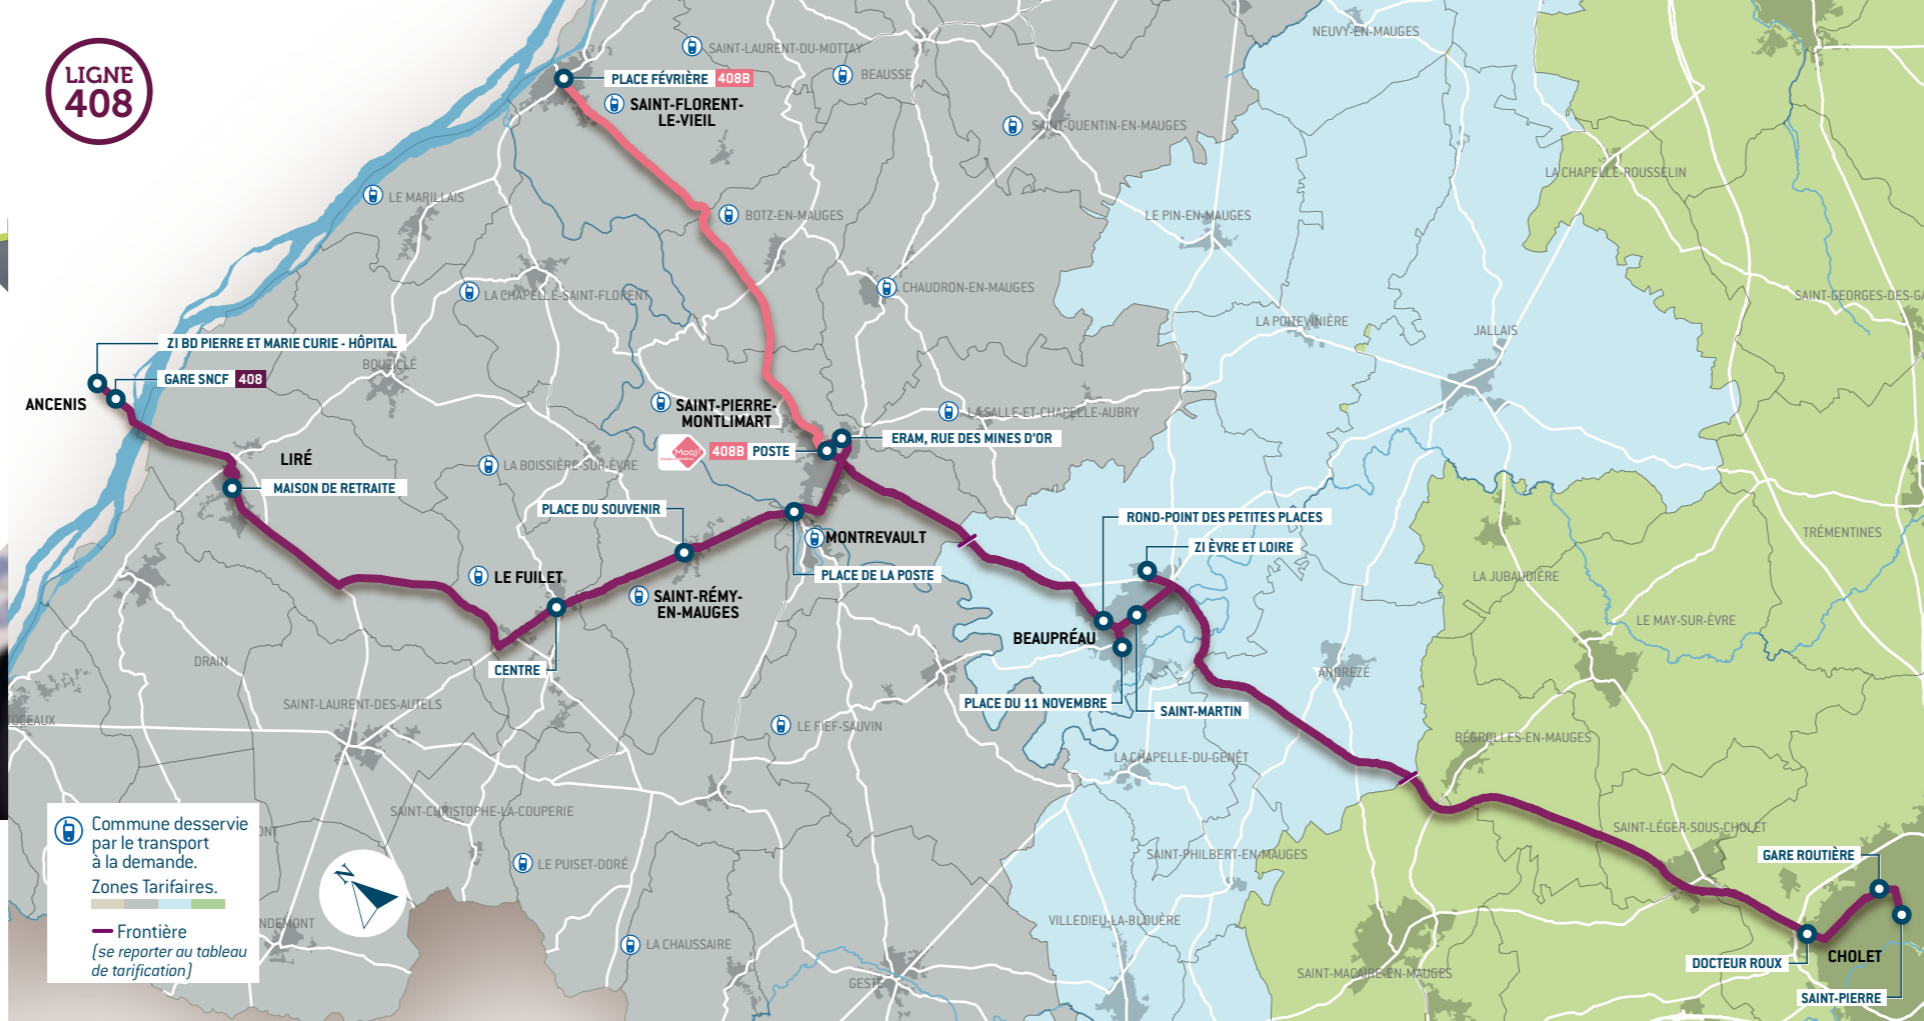 LIGNE
408
NEUVY-EN-MAUGES
SAINT-LAURENT-DU-MOTTAY
BEAUSSE
PLACE FÉVRIÈRE 408B
SAINT-FLORENT-
LE-VIEIL
SAINT-QUENTIN-EN-MAUGES
LA CHAPELLE-ROUSSELIN
LE MARILLAIS
BOTZ-EN-MAUGES
LE PIN-EN-MAUGES
LA CHAPELLE-SAINT-FLORENT
CHAUDRON-EN-MAUGES
SAINT-GEORGES-DES-GA
LA POITEVINIÈRE
JALLAIS
ZI BD PIERRE ET MARIE CURIE - HÔPITAL
BOUZILLÉ
GARE SNCF 408
ANCENIS
SAINT-PIERRE-
MONTLIMART
LA SALLE-ET-CHAPELLE-AUBRY
ERAM, RUE DES MINES D'OR
Mooj!
408B POSTE
LIRÉ
LA BOISSIÈRE-SUR-ÈVRE
MAISON DE RETRAITE
PLACE DU SOUVENIR
ROND-POINT DES PETITES PLACES
TRÉMENTINES
MONTREVAULT
ZI ÈVRE ET LOIRE
PLACE DE LA POSTE
LE FUILET
LA JUBAUDIÈRE
SAINT-RÉMY-
EN-MAUGES
LE MAY-SUR-ÈVRE
BEAUPRÉAU
DRAIN
CENTRE
ANDREZÉ
SAINT-LAURENT-DES-AUTELS
PLACE DU 11 NOVEMBRE
SAINT-MARTIN
TOCEAUX
LE FIEF-SAUVIN
BÉGROLLES-EN-MAUGES
LA CHAPELLE-DU-GENÊT
SAINT-CHRISTOPHE-LA-COUPERIE
SAINT-LÉGER-SOUS-CHOLET
Commune desservie
par le transport
à la demande.
ONT
SAINT-PHILBERT-EN-MAUGES
GARE ROUTIÈRE
LE PUISET-DORÉ
N
Zones Tarifaires.
NDEMONT
VILLEDIEU-LA-BLOUÈRE
Frontière
(se reporter au tableau
de tarification)
LA CHAUSSAIRE
CHOLET
DOCTEUR ROUX
SAINT-MACAIRE-EN-MAUGES
GESTÉ
SAINT-PIERRE